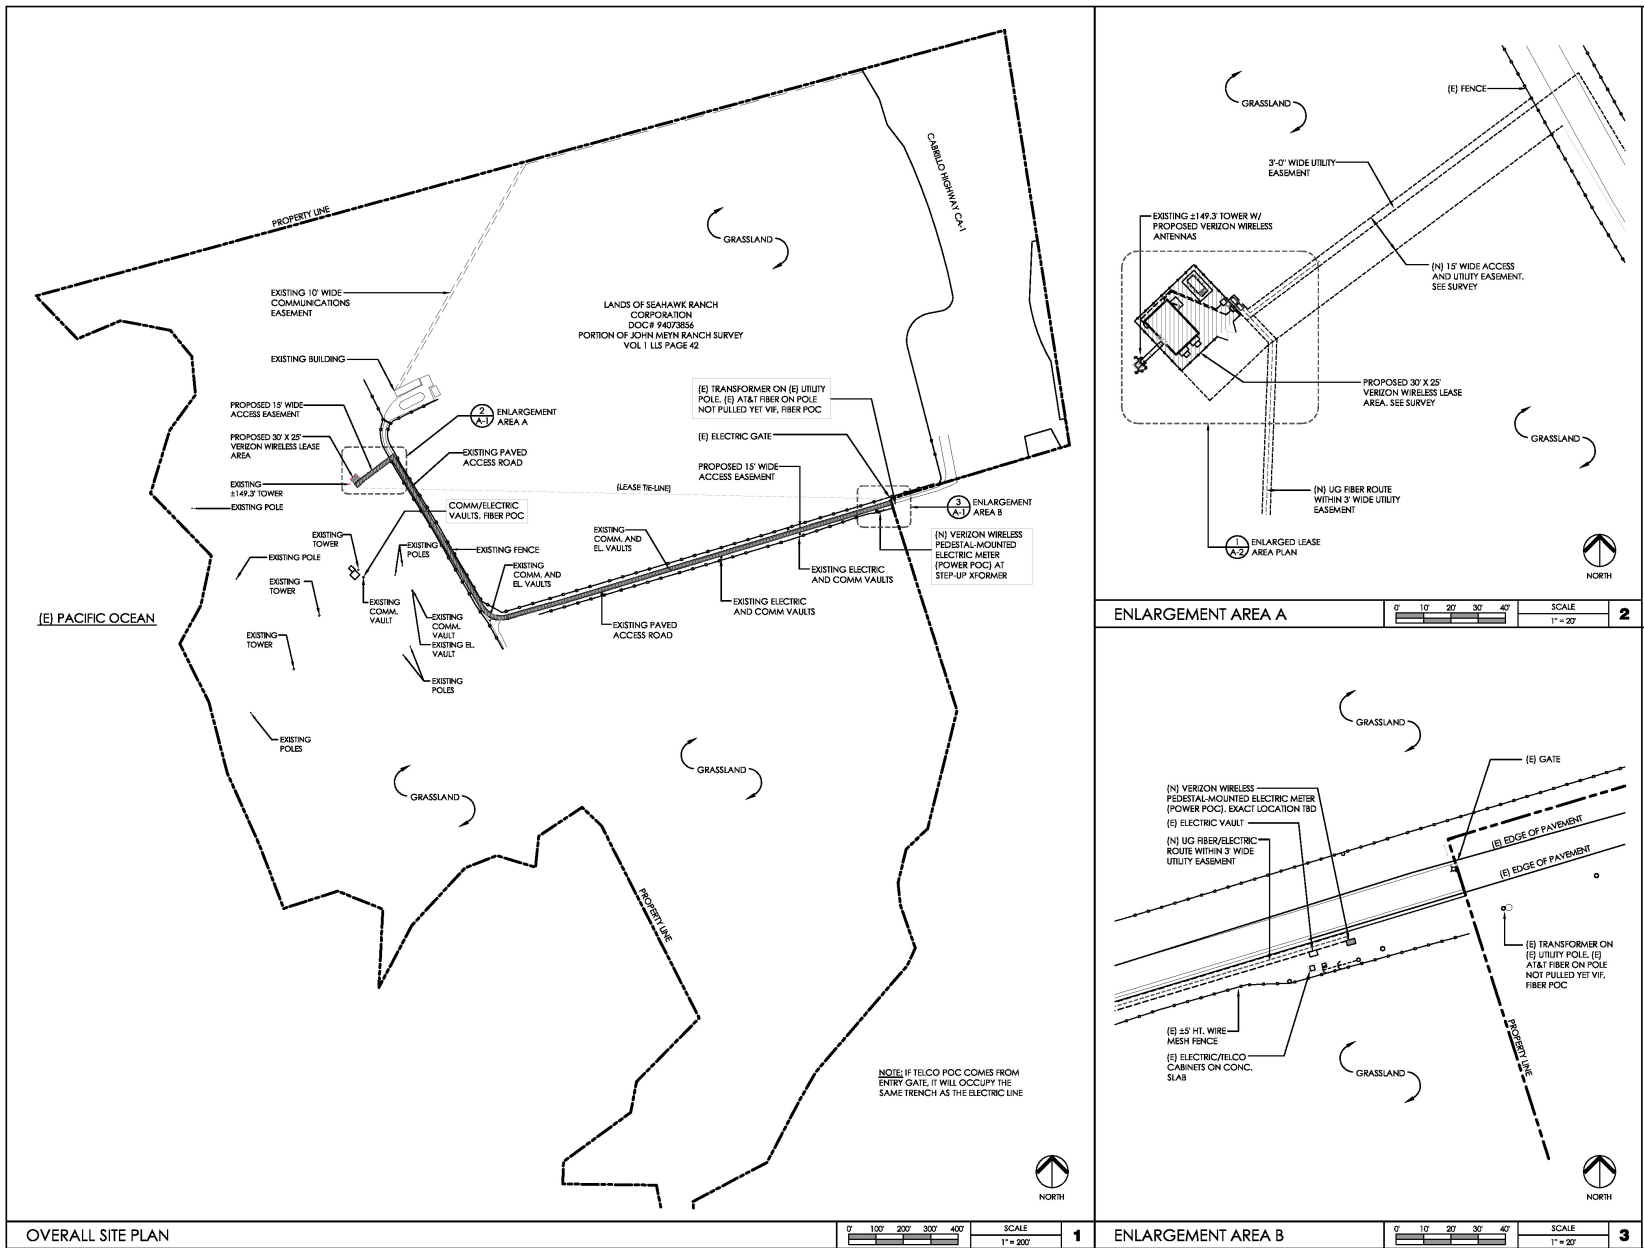 PROPERTY LINE
CABRILLO HIGHWAY CA-1
GRASSLAND
EXISTING 10' WIDE
COMMUNICATIONS
EASEMENT
LANDS OF SEAHAWK RANCH
CORPORATION
DOC# 94073856
PORTION OF JOHN MEYN RANCH SURVEY
VOL 1 LLS PAGE 42
EXISTING BUILDING
(E) TRANSFORMER ON (E) UTILITY
POLE. (E) AT&T FIBER ON POLE
NOT PULLED YET VIF, FIBER POC
PROPOSED 15' WIDE
ACCESS EASEMENT
2
A-1
ENLARGEMENT
AREA A
PROPOSED 30' X 25'
VERIZON WIRELESS LEASE
AREA
(E) ELECTRIC GATE
EXISTING PAVED
ACCESS ROAD
PROPOSED 15' WIDE
ACCESS EASEMENT
EXISTING
±149.3' TOWER
(LEASE TIE-LINE)
EXISTING POLE
COMM/ELECTRIC
VAULTS. FIBER POC
3
A-1
ENLARGEMENT
AREA B
EXISTING
COMM. AND
EL. VAULTS
EXISTING
TOWER
EXISTING
POLES
EXISTING FENCE
(N) VERIZON WIRELESS
PEDESTAL-MOUNTED
ELECTRIC METER
(POWER POC) AT
STEP-UP XFORMER
EXISTING POLE
EXISTING
COMM. AND
EL. VAULTS
EXISTING ELECTRIC
AND COMM VAULTS
EXISTING
TOWER
EXISTING
COMM.
VAULT
EXISTING ELECTRIC
AND COMM VAULTS
(E) PACIFIC OCEAN
EXISTING
COMM.
VAULT
EXISTING EL.
VAULT
EXISTING PAVED
ACCESS ROAD
EXISTING
TOWER
EXISTING
POLES
EXISTING
POLES
GRASSLAND
GRASSLAND
PROPERTY LINE
NOTE: IF TELCO POC COMES FROM
ENTRY GATE, IT WILL OCCUPY THE
SAME TRENCH AS THE ELECTRIC LINE
NORTH
OVERALL SITE PLAN
0' 100' 200' 300' 400'
SCALE
1" = 200'
1
(E) FENCE
GRASSLAND
3'-0" WIDE UTILITY
EASEMENT
EXISTING ±149.3' TOWER W/
PROPOSED VERIZON WIRELESS
ANTENNAS
(N) 15' WIDE ACCESS
AND UTILITY EASEMENT.
SEE SURVEY
PROPOSED 30' X 25'
VERIZON WIRELESS LEASE
AREA. SEE SURVEY
GRASSLAND
(N) UG FIBER ROUTE
WITHIN 3' WIDE UTILITY
EASEMENT
1
A-2
ENLARGED LEASE
AREA PLAN
NORTH
ENLARGEMENT AREA A
0' 10' 20' 30' 40'
SCALE
1" = 20'
2
GRASSLAND
(E) GATE
(N) VERIZON WIRELESS
PEDESTAL-MOUNTED ELECTRIC METER
(POWER POC). EXACT LOCATION TBD
(E) ELECTRIC VAULT
(N) UG FIBER/ELECTRIC
ROUTE WITHIN 3' WIDE
UTILITY EASEMENT
(E) EDGE OF PAVEMENT
(E) EDGE OF PAVEMENT
(E) TRANSFORMER ON
(E) UTILITY POLE. (E)
AT&T FIBER ON POLE
NOT PULLED YET VIF,
FIBER POC
(E) ±5' HT. WIRE
MESH FENCE
(E) ELECTRIC/TELCO
CABINETS ON CONC.
SLAB
PROPERTY LINE
GRASSLAND
NORTH
ENLARGEMENT AREA B
0' 10' 20' 30' 40'
SCALE
1" = 20'
3